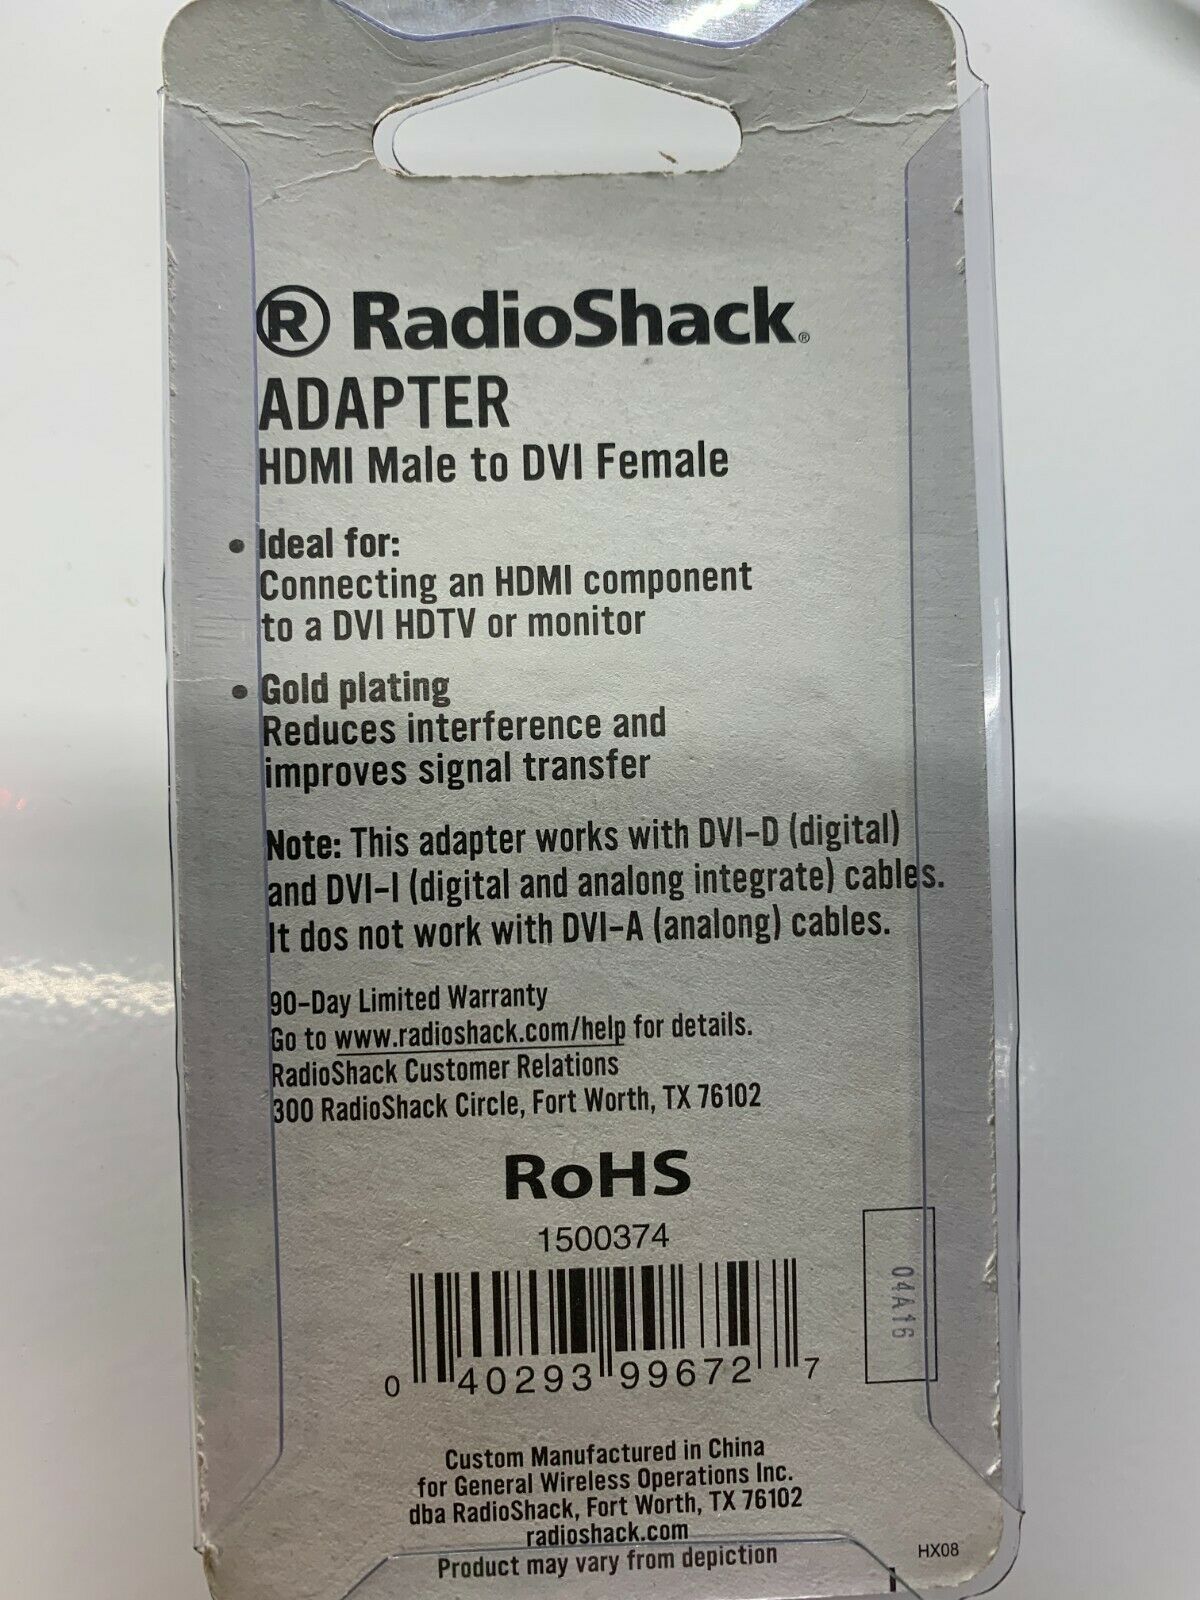 ® RadioShack®
ADAPTER
HDMI Male to DVI Female
• Ideal for:
Connecting an HDMI component
to a DVI HDTV or monitor
• Gold plating
Reduces interference and
improves signal transfer
Note: This adapter works with DVI-D (digital)
and DVI-I (digital and analong integrate) cables.
It dos not work with DVI-A (analong) cables.
90-Day Limited Warranty
Go to www.radioshack.com/help for details.
RadioShack Customer Relations
300 RadioShack Circle, Fort Worth, TX 76102
RoHS
1500374
04A16
0 40293 99672 7
Custom Manufactured in China
for General Wireless Operations Inc.
dba RadioShack, Fort Worth, TX 76102
radioshack.com
Product may vary from depiction
HX08